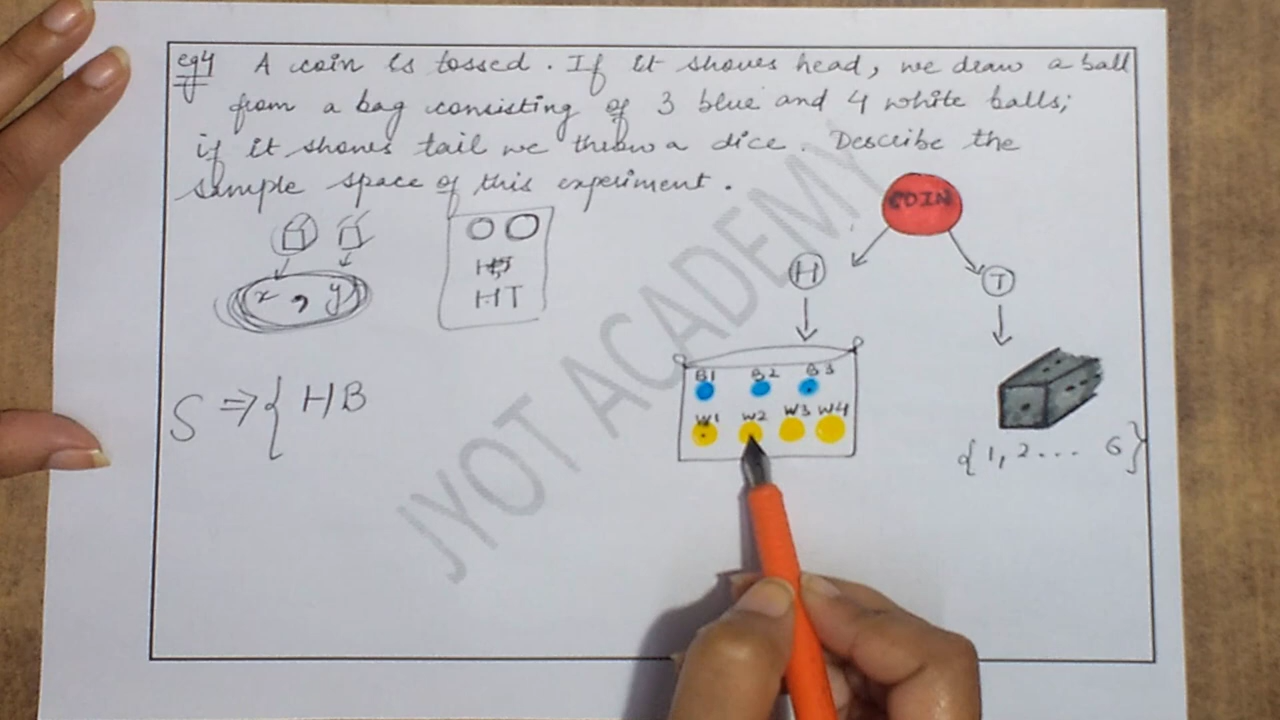 eg4 A coin is tossed. If it shows head, we draw a ball
from a bag consisting of 3 blue and 4 white balls;
if it shows tail we throw a dice. Describe the
sample space of this experiment.
COIN
H T
x, y
HT
B1 B2 B3
W1 W2 W3 W4
S ⇒ { HB
{1, 2... 6}
JYOT ACADEMY